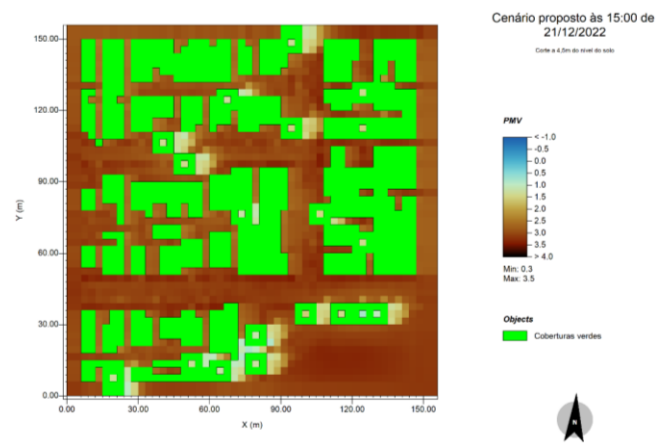 Cenário proposto às 15:00 de
21/12/2022
Corte a 4,5m do nível do solo
150.00
120.00
90.00
60.00
30.00
0.00
Y (m)
0.00 30.00 60.00 90.00 120.00 150.00
X (m)
PMV
< -1.0
-0.5
0.0
0.5
1.0
1.5
2.0
2.5
3.0
3.5
> 4.0
Min: 0.3
Max: 3.5
Objects
Coberturas verdes
N